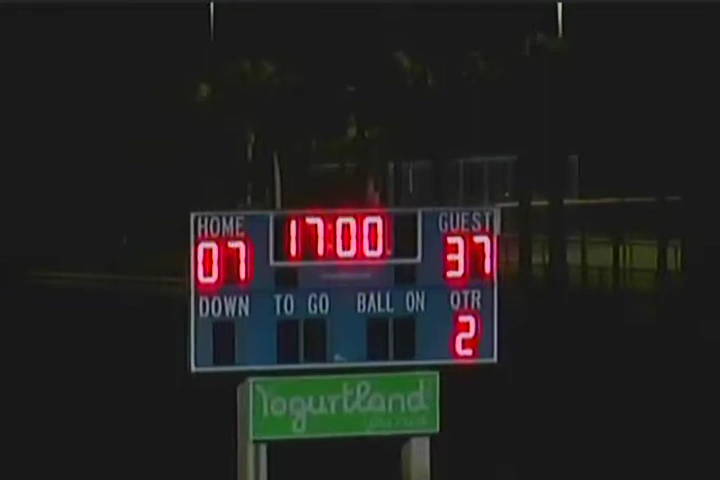 HOME 17:00 GUEST
07 37
DOWN TO GO BALL ON QTR
2
Yogurtland